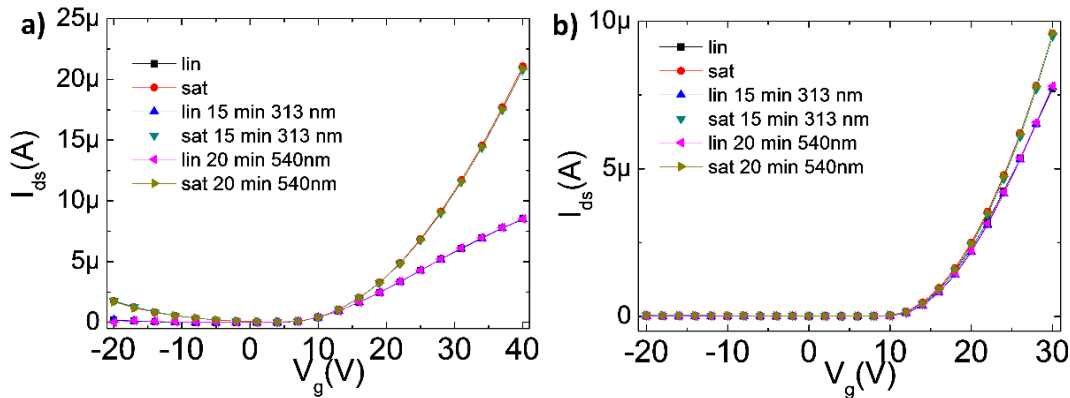 a)
25µ
20µ
15µ
10µ
5µ
0
I_ds(A)
lin
sat
lin 15 min 313 nm
sat 15 min 313 nm
lin 20 min 540nm
sat 20 min 540nm
-20 -10 0 10 20 30 40
V_g(V)
b)
10µ
5µ
0
I_ds(A)
lin
sat
lin 15 min 313 nm
sat 15 min 313 nm
lin 20 min 540nm
sat 20 min 540nm
-20 -10 0 10 20 30
V_g(V)